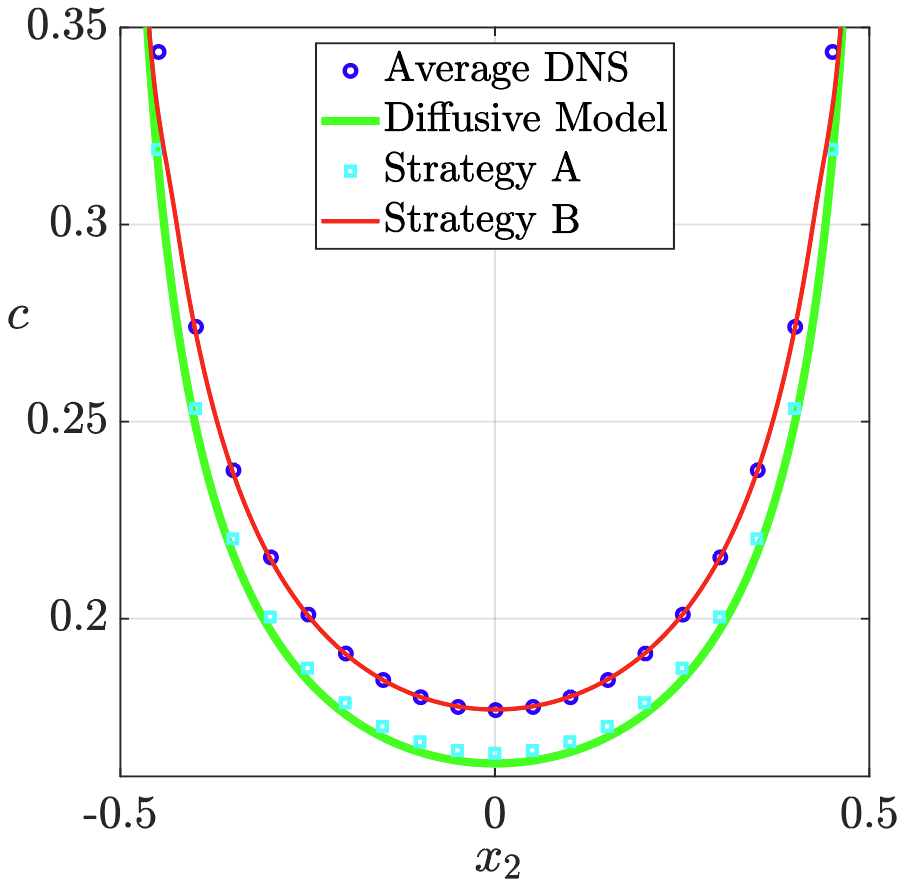 0.35
0.3
0.25
0.2
c
-0.5
0
0.5
x₂
Average DNS
Diffusive Model
Strategy A
Strategy B